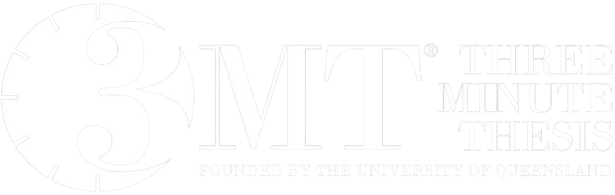 3MT® THREE
MINUTE
THESIS
FOUNDED BY THE UNIVERSITY OF QUEENSLAND